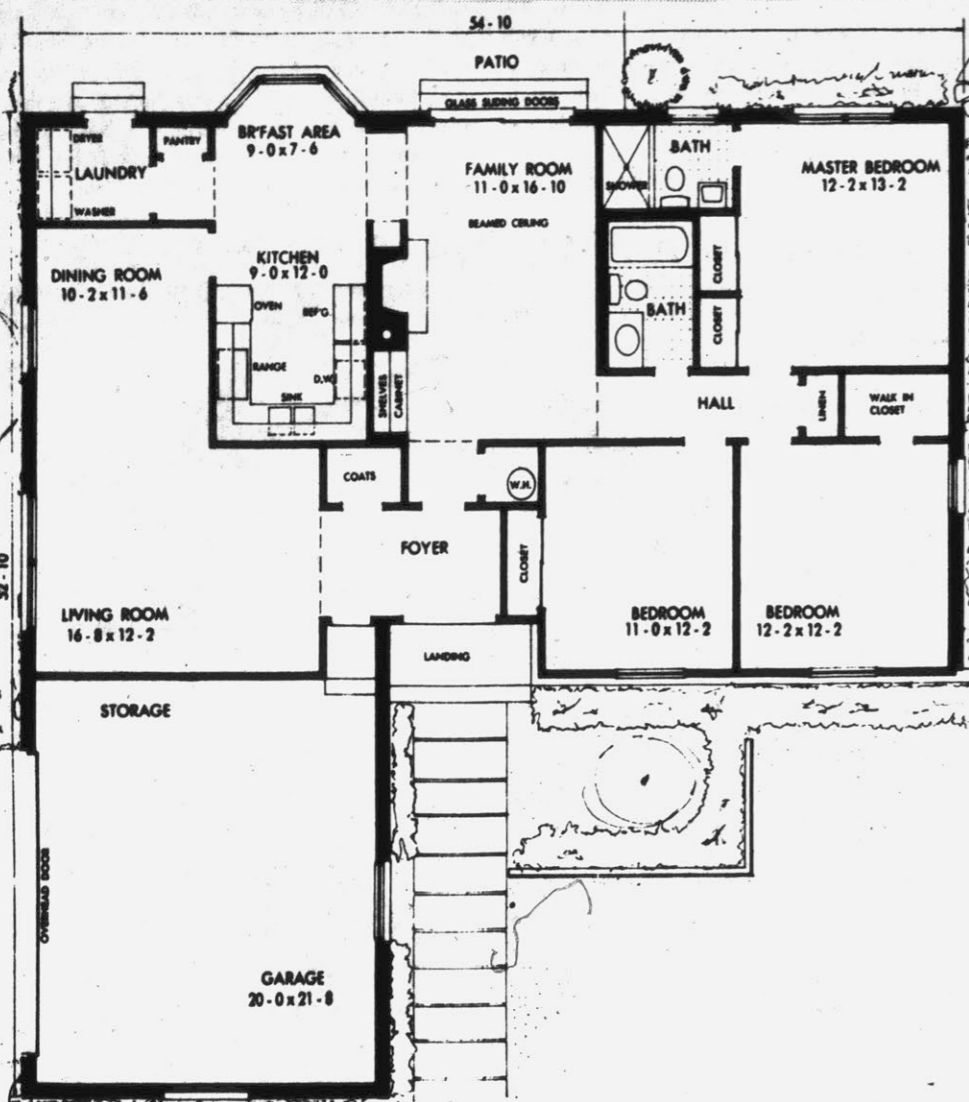 54-10
PATIO
GLASS SLIDING DOORS
DRYER
PANTRY
BR'FAST AREA
9-0x7-6
LAUNDRY
WASHER
FAMILY ROOM
11-0x16-10
BEAMED CEILING
BATH
SHOWER
MASTER BEDROOM
12-2x13-2
DINING ROOM
10-2x11-6
KITCHEN
9-0x12-0
OVEN
REF'G.
RANGE
D.W.
SINK
SHELVES
CABINET
BATH
CLOSET
CLOSET
HALL
LINEN
WALK IN
CLOSET
COATS
W.H.
FOYER
CLOSET
LIVING ROOM
16-8x12-2
BEDROOM
11-0x12-2
BEDROOM
12-2x12-2
LANDING
32-10
STORAGE
OVERHEAD DOOR
GARAGE
20-0x21-8